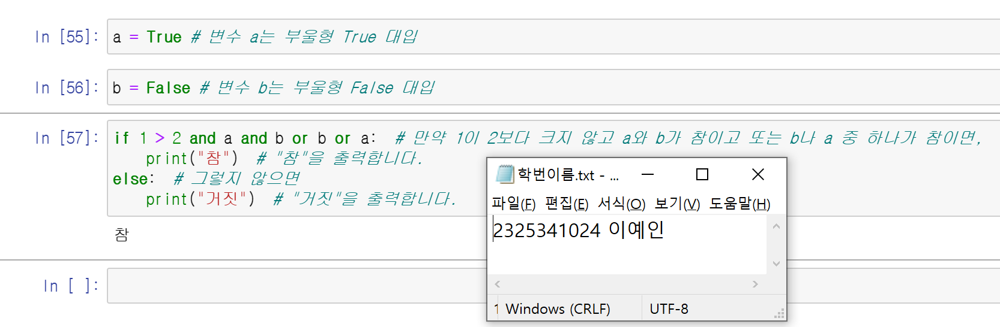 In [55]: a = True # 변수 a는 부울형 True 대입
In [56]: b = False # 변수 b는 부울형 False 대입
In [57]: if 1 > 2 and a and b or b or a:  # 만약 1이 2보다 크지 않고 a와 b가 참이고 또는 b나 a 중 하나가 참이면,
print("참")  # "참"을 출력합니다.
else:  # 그렇지 않으면
print("거짓")  # "거짓"을 출력합니다.
참
In [ ]:
학번이름.txt - ...
파일(F) 편집(E) 서식(O) 보기(V) 도움말(H)
2325341024 이예인
1 Windows (CRLF) UTF-8